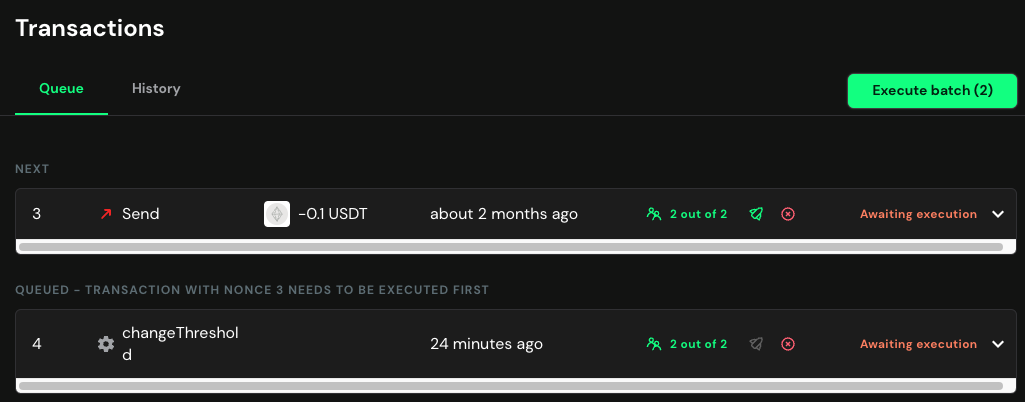 Transactions
Queue History Execute batch (2)
NEXT
3 Send -0.1 USDT about 2 months ago 2 out of 2 Awaiting execution
QUEUED - TRANSACTION WITH NONCE 3 NEEDS TO BE EXECUTED FIRST
4 changeThreshol
d 24 minutes ago 2 out of 2 Awaiting execution